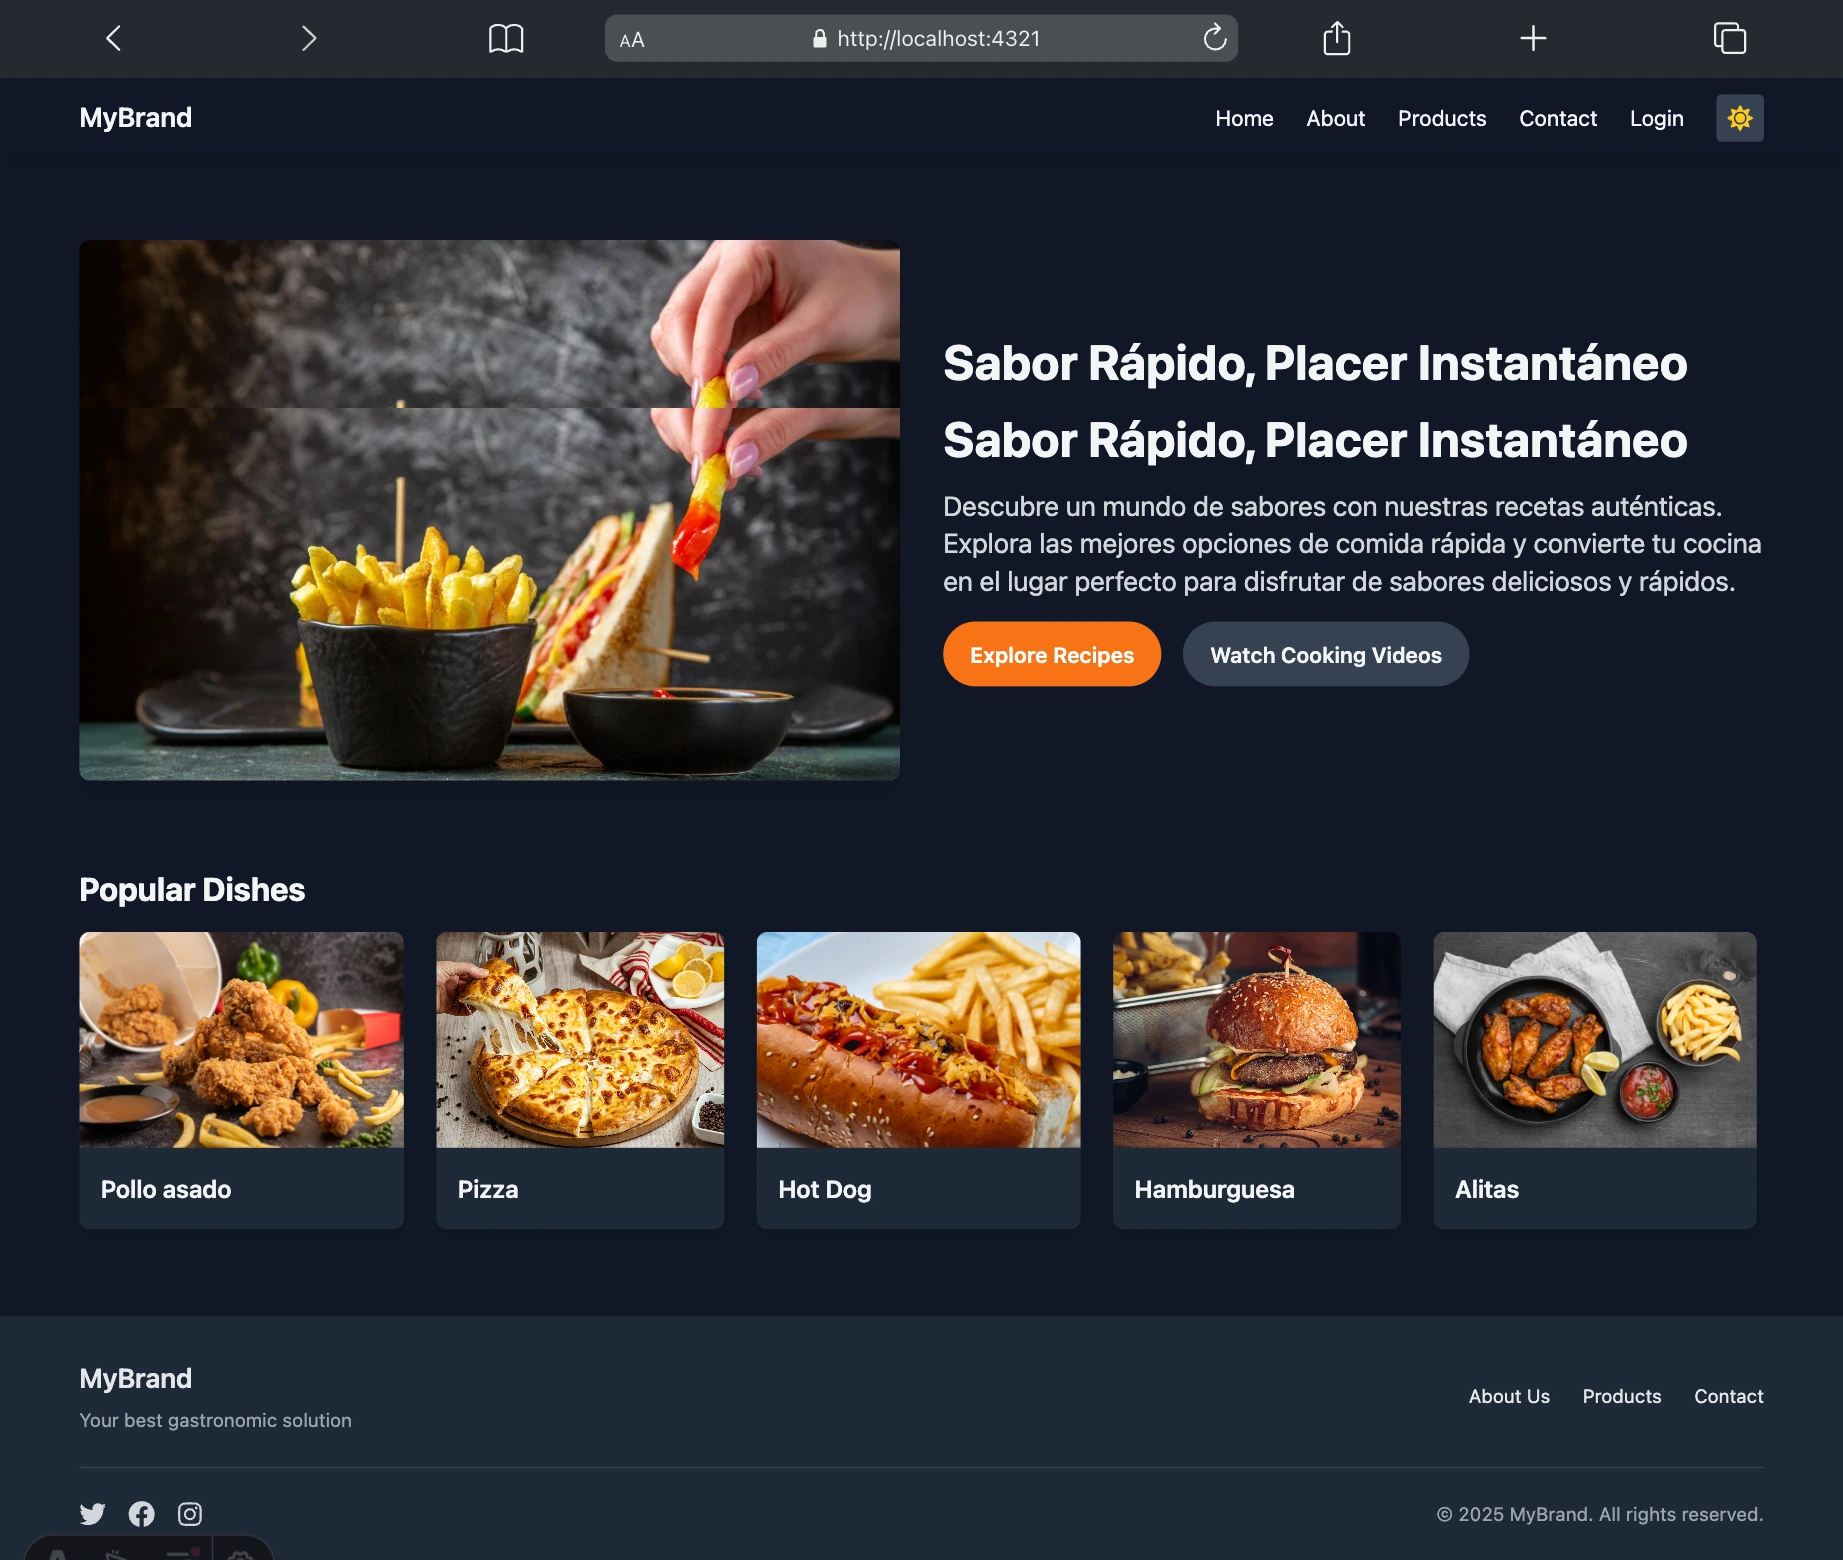 AA
http://localhost:4321
MyBrand
Home About Products Contact Login
Sabor Rápido, Placer Instantáneo
Sabor Rápido, Placer Instantáneo
Descubre un mundo de sabores con nuestras recetas auténticas.
Explora las mejores opciones de comida rápida y convierte tu cocina
en el lugar perfecto para disfrutar de sabores deliciosos y rápidos.
Explore Recipes
Watch Cooking Videos
Popular Dishes
Pollo asado
Pizza
Hot Dog
Hamburguesa
Alitas
MyBrand
Your best gastronomic solution
About Us Products Contact
© 2025 MyBrand. All rights reserved.